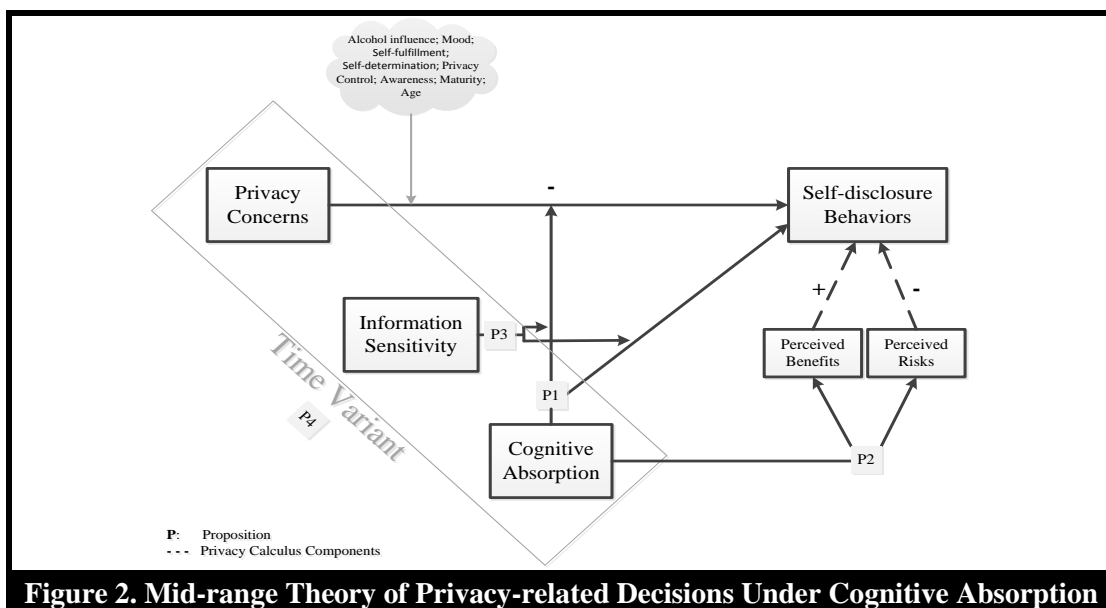 Alcohol influence; Mood;
Self-fulfillment;
Self-determination; Privacy
Control; Awareness; Maturity;
Age
Privacy
Concerns
-
Self-disclosure
Behaviors
Information
Sensitivity
P3
+
-
Perceived
Benefits
Perceived
Risks
Time Variant
P4
P1
Cognitive
Absorption
P2
P: Proposition
- - - Privacy Calculus Components
Figure 2. Mid-range Theory of Privacy-related Decisions Under Cognitive Absorption